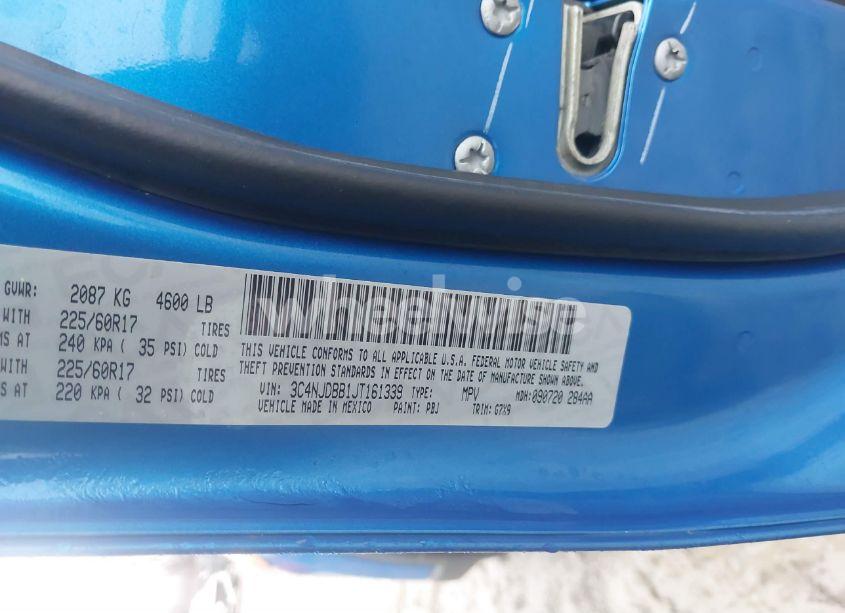 GVWR: 2087 KG 4600 LB
WITH 225/60R17 TIRES
MS AT 240 KPA ( 35 PSI) COLD
WITH 225/60R17 TIRES
MS AT 220 KPA ( 32 PSI) COLD
wheelwise
THIS VEHICLE CONFORMS TO ALL APPLICABLE U.S.A. FEDERAL MOTOR VEHICLE SAFETY AND
THEFT PREVENTION STANDARDS IN EFFECT ON THE DATE OF MANUFACTURE SHOWN ABOVE.
VIN: 3C4NJDBB1JT161339 TYPE: MPV MDH: 090720 284AA
VEHICLE MADE IN MEXICO PAINT: PBJ TRIM: G7X9